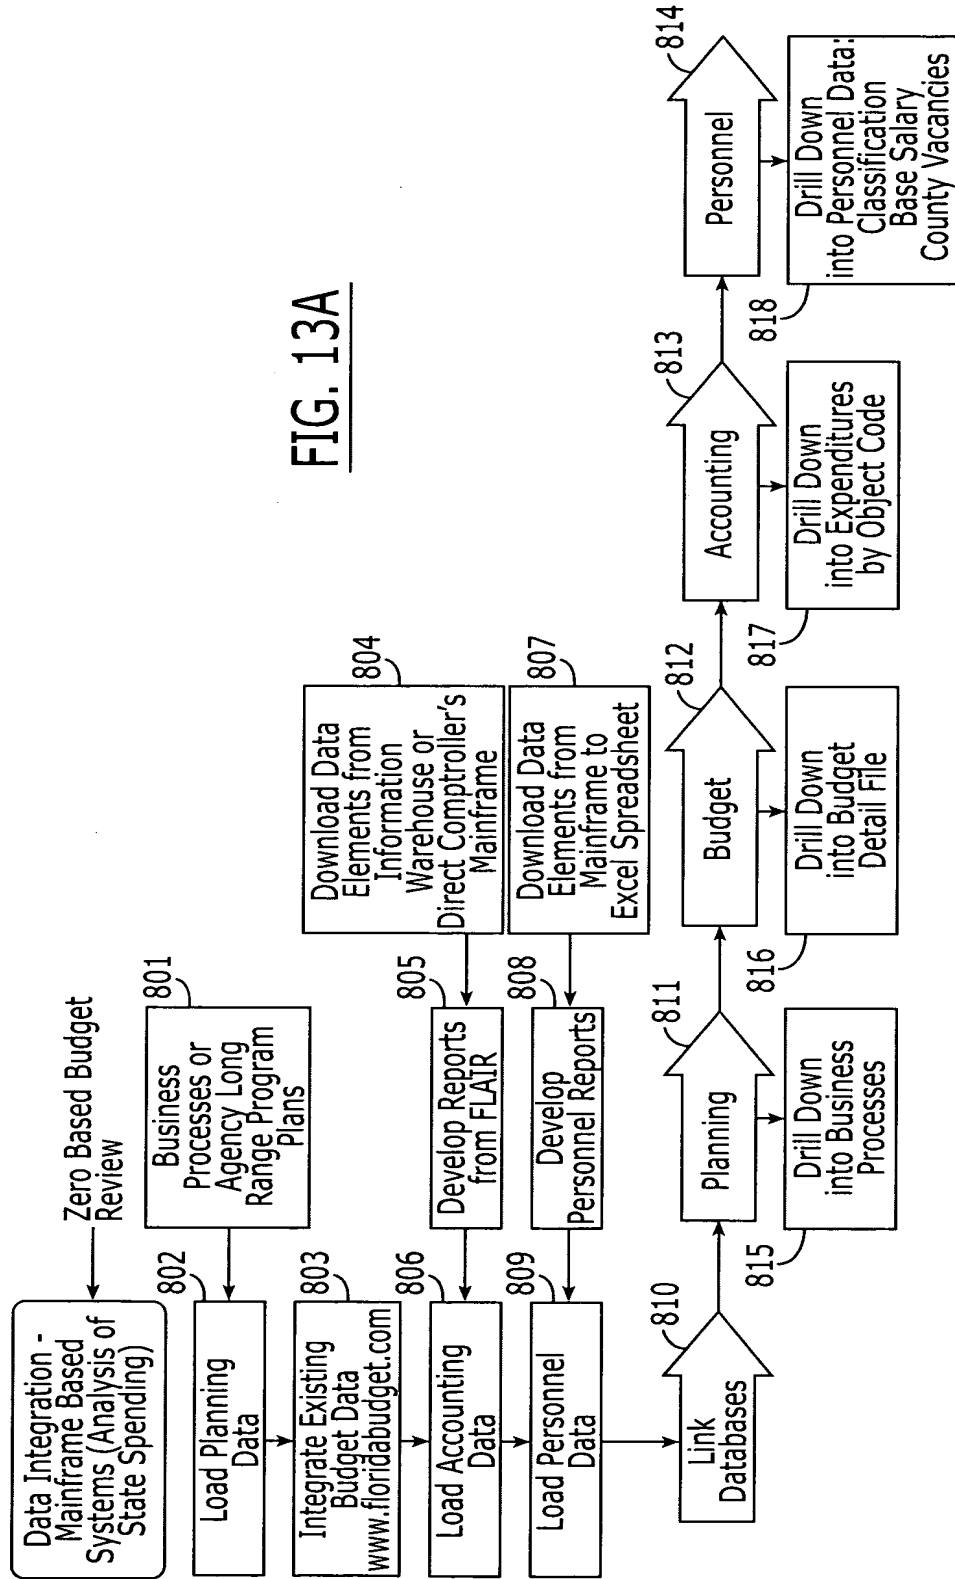 FIG. 13A
Zero Based Budget
Review
Data Integration -
Mainframe Based
Systems (Analysis of
State Spending)
801
Business
Processes or
Agency Long
Range Program
Plans
802
Load Planning
Data
803
Integrate Existing
Budget Data
www.floridabudget.com
804
Download Data
Elements from
Information
Warehouse or
Direct Comptroller's
Mainframe
805
Develop Reports
from FLAIR
806
Load Accounting
Data
807
Download Data
Elements from
Mainframe to
Excel Spreadsheet
808
Develop
Personnel Reports
809
Load Personnel
Data
810
Link
Databases
811
Planning
812
Budget
813
Accounting
814
Personnel
815
Drill Down
into Business
Processes
816
Drill Down
into Budget
Detail File
817
Drill Down
into Expenditures
by Object Code
818
Drill Down
into Personnel Data:
Classification
Base Salary
County Vacancies